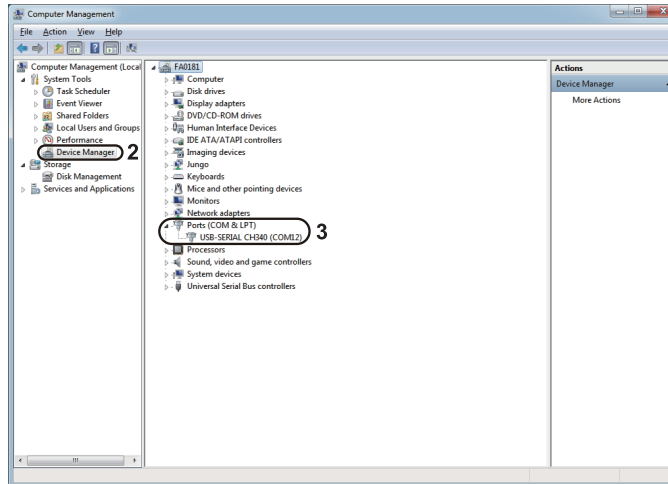 Computer Management
File Action View Help
Computer Management (Local
System Tools
Task Scheduler
Event Viewer
Shared Folders
Local Users and Groups
Performance
Device Manager
2
Storage
Disk Management
Services and Applications
FA0181
Computer
Disk drives
Display adapters
DVD/CD-ROM drives
Human Interface Devices
IDE ATA/ATAPI controllers
Imaging devices
Jungo
Keyboards
Mice and other pointing devices
Monitors
Network adapters
Ports (COM & LPT)
USB-SERIAL CH340 (COM12)
3
Processors
Sound, video and game controllers
System devices
Universal Serial Bus controllers
Actions
Device Manager
More Actions